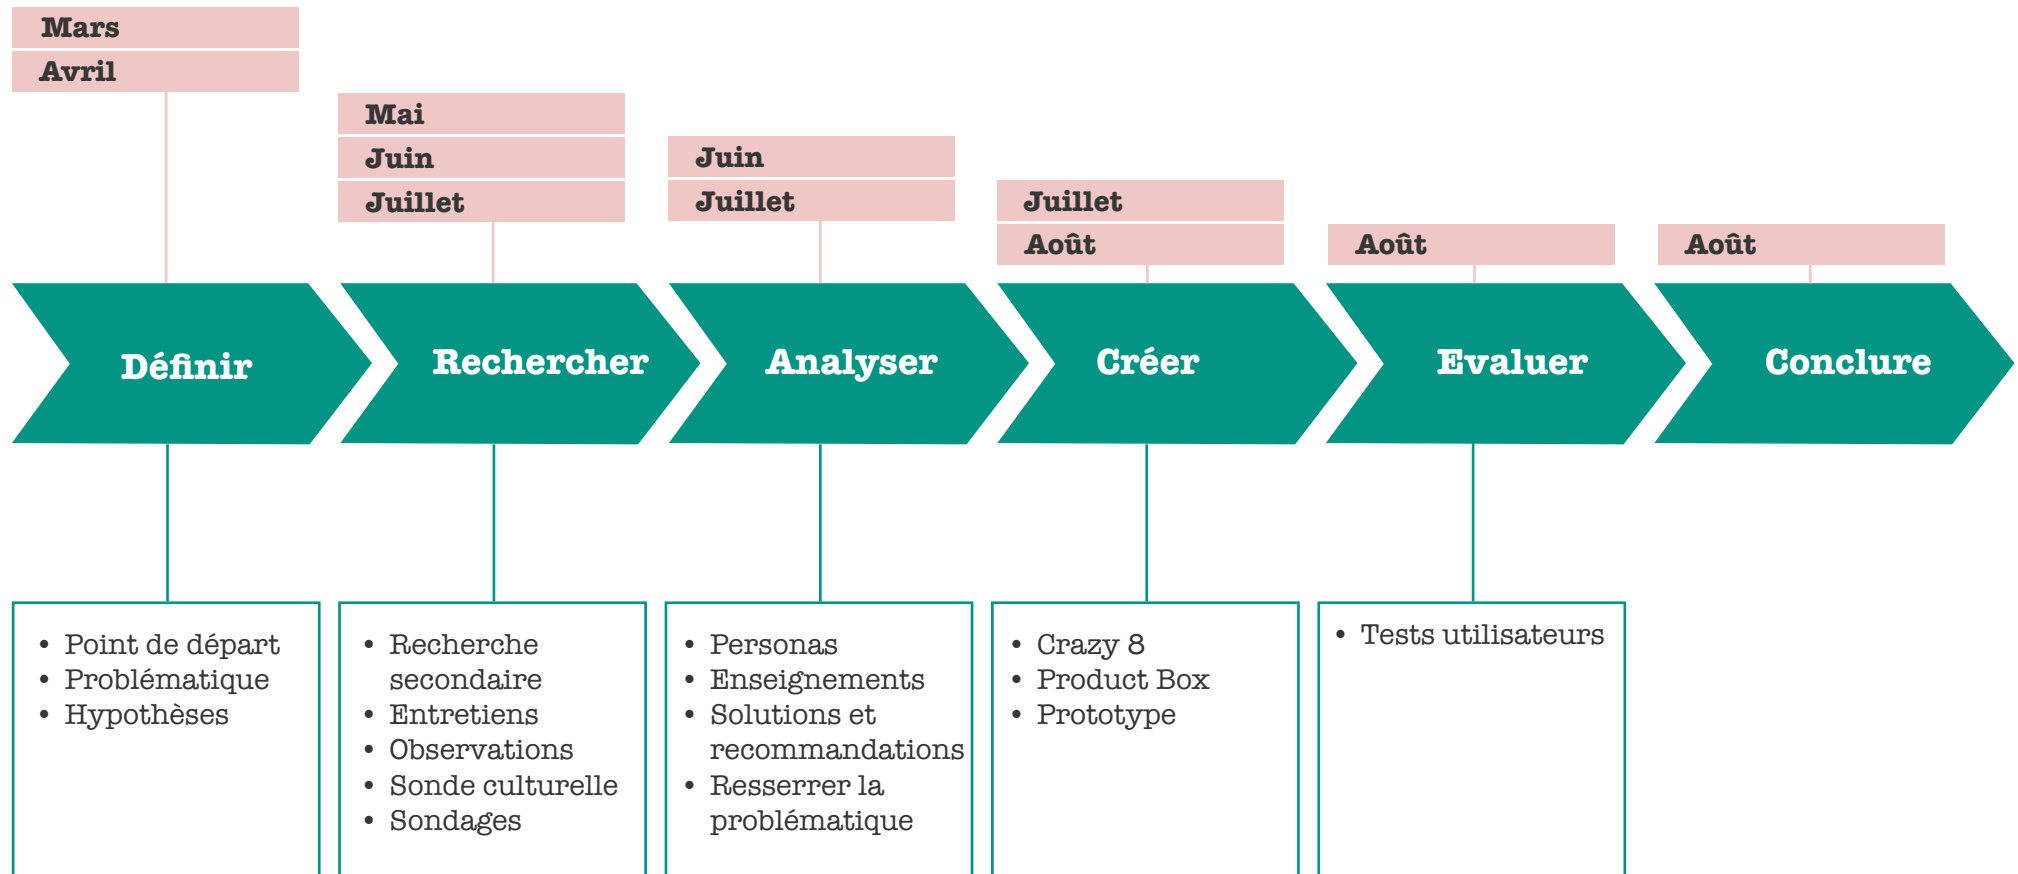 Mars
Avril
Mai
Juin
Juillet
Juin
Juillet
Juillet
Août
Août
Août
Définir
Rechercher
Analyser
Créer
Evaluer
Conclure
• Point de départ
• Problématique
• Hypothèses
• Recherche
secondaire
• Entretiens
• Observations
• Sonde culturelle
• Sondages
• Personas
• Enseignements
• Solutions et
recommandations
• Resserrer la
problématique
• Crazy 8
• Product Box
• Prototype
• Tests utilisateurs